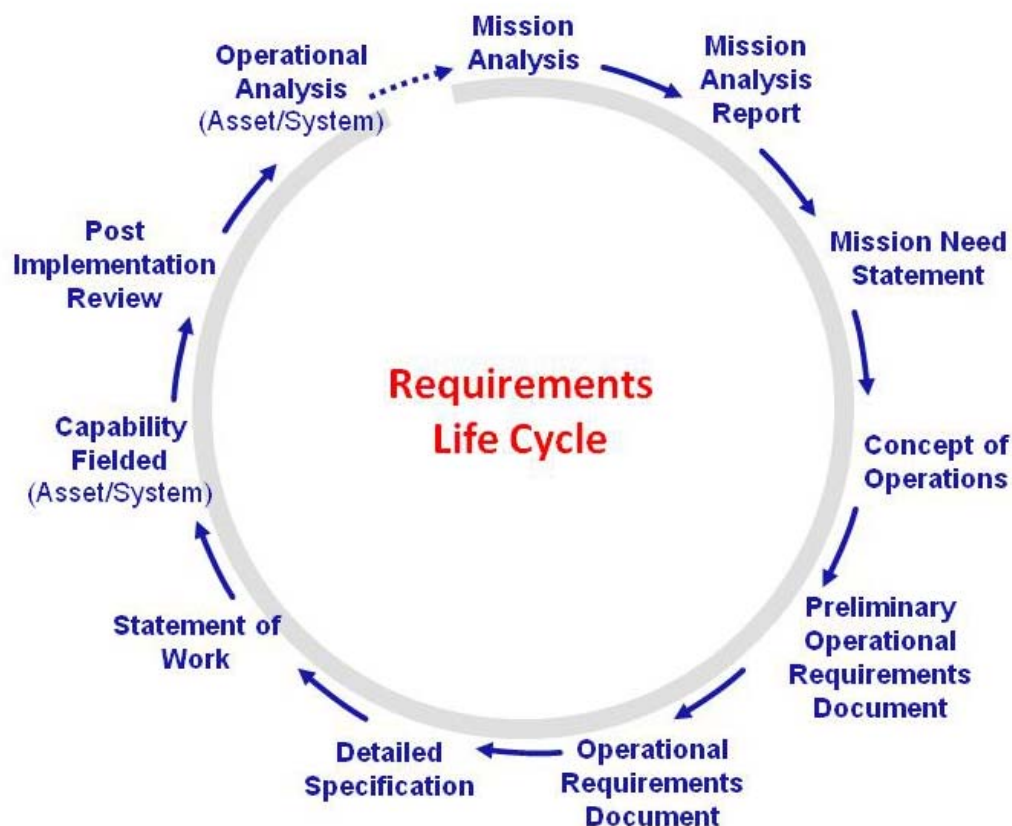 Mission
Analysis
Mission
Analysis
Report
Mission Need
Statement
Concept of
Operations
Preliminary
Operational
Requirements
Document
Operational
Requirements
Document
Detailed
Specification
Statement of
Work
Capability
Fielded
(Asset/System)
Post
Implementation
Review
Operational
Analysis
(Asset/System)
Requirements
Life Cycle